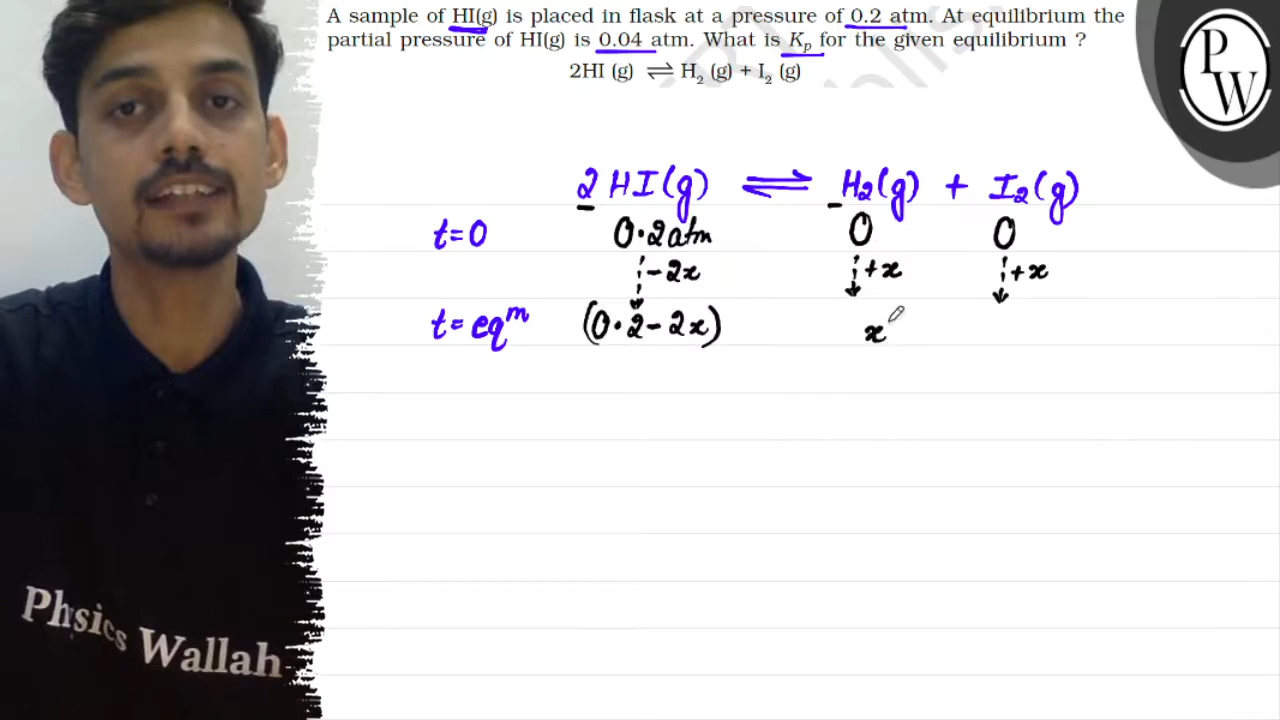 A sample of HI(g) is placed in flask at a pressure of 0.2 atm. At equilibrium the
partial pressure of HI(g) is 0.04 atm. What is Kp for the given equilibrium ?
2HI (g) ⇌ H₂ (g) + I₂ (g)
P
W
2HI(g) ⇌ H₂(g) + I₂(g)
t=0 0.2atm 0 0
-2x +x +x
t=eqᵐ (0.2-2x) x
Physics Wallah